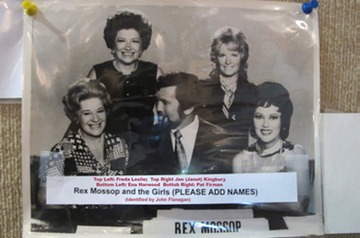 Top Left: Freda Leslie; Top Right Jan (Janet) Kingbury
Bottom Left: Ena Harwood Bottob Right: Pat Firman
Rex Mossop and the Girls (PLEASE ADD NAMES)
(Identified by John Flanagan)
REX MOSSOP